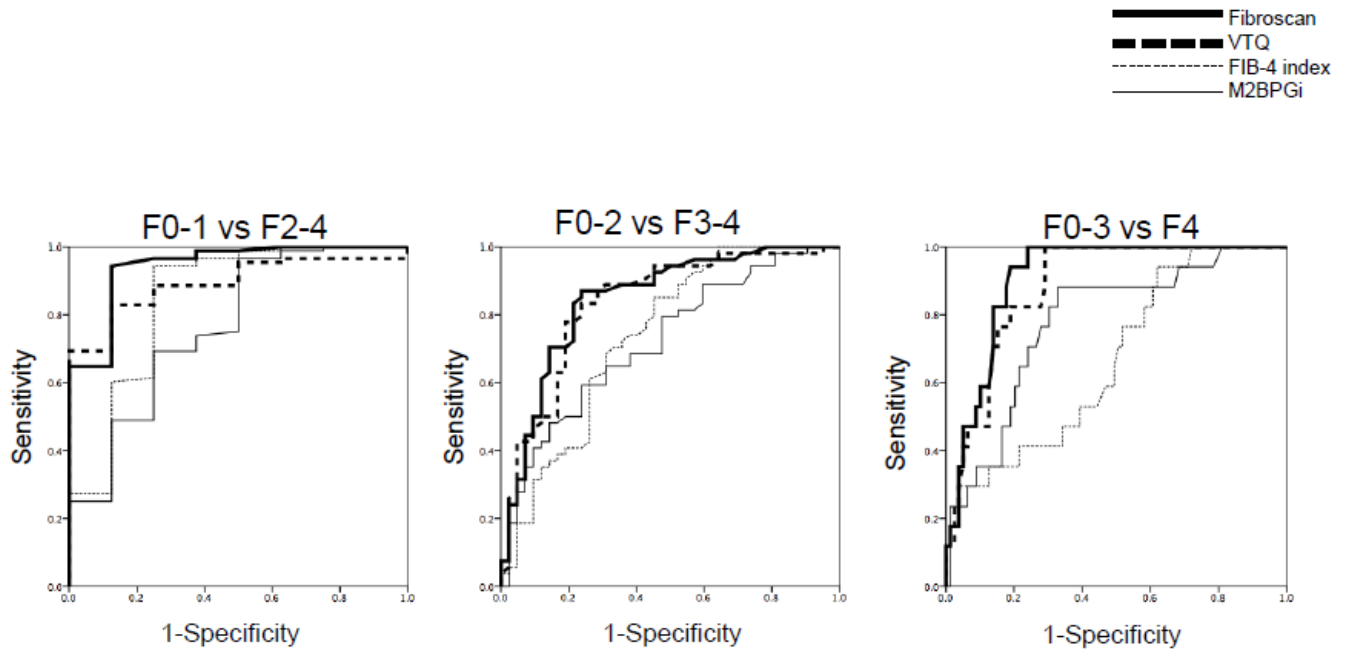 Fibroscan
VTQ
FIB-4 index
M2BPGi
F0-1 vs F2-4
Sensitivity
1.0
0.8
0.6
0.4
0.2
0.0
0.0 0.2 0.4 0.6 0.8 1.0
1-Specificity
F0-2 vs F3-4
Sensitivity
1.0
0.8
0.6
0.4
0.2
0.0
0.0 0.2 0.4 0.6 0.8 1.0
1-Specificity
F0-3 vs F4
Sensitivity
1.0
0.8
0.6
0.4
0.2
0.0
0.0 0.2 0.4 0.6 0.8 1.0
1-Specificity